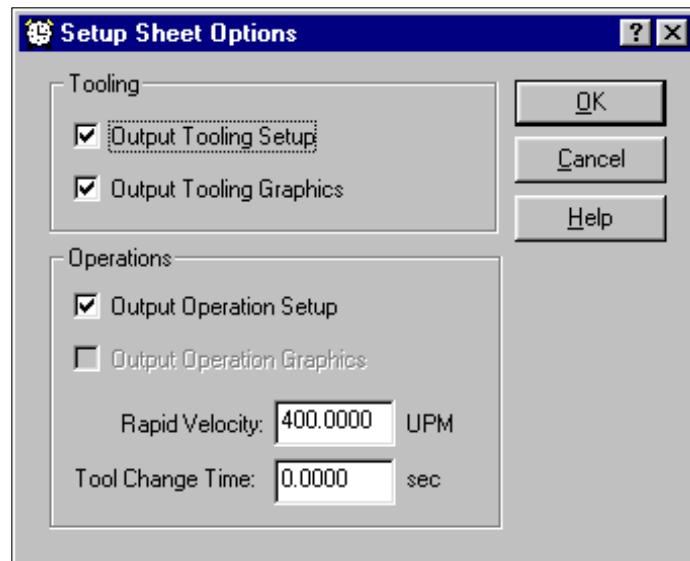 Setup Sheet Options
Tooling
Output Tooling Setup
Output Tooling Graphics
OK
Cancel
Help
Operations
Output Operation Setup
Output Operation Graphics
Rapid Velocity: 400.0000 UPM
Tool Change Time: 0.0000 sec